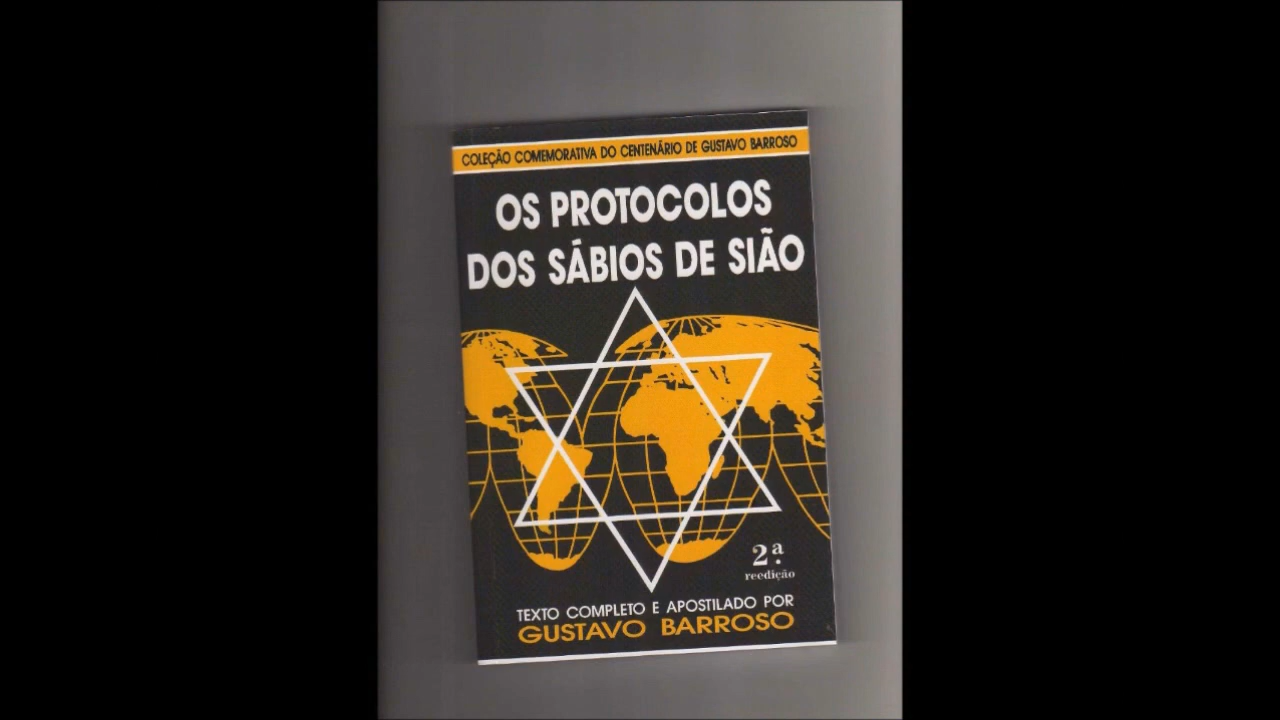 COLEÇÃO COMEMORATIVA DO CENTENÁRIO DE GUSTAVO BARROSO
OS PROTOCOLOS
DOS SÁBIOS DE SIÃO
2.ª
reedição
TEXTO COMPLETO E APOSTILADO POR
GUSTAVO BARROSO